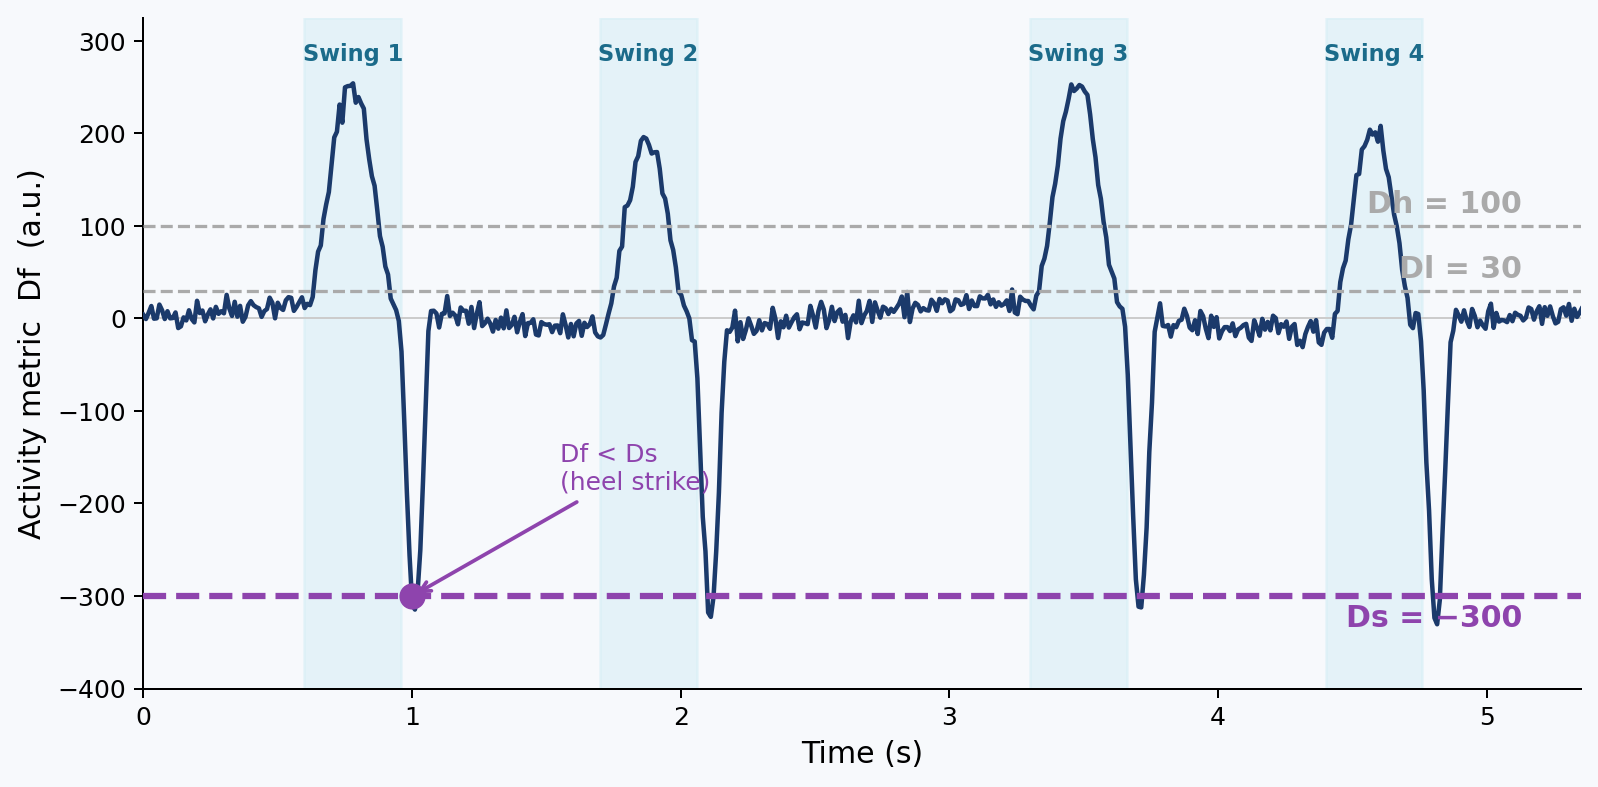 Swing 1
Swing 2
Swing 3
Swing 4
Dh = 100
Dl = 30
Df < Ds
(heel strike)
Ds = −300
300
200
100
0
−100
−200
−300
−400
0
1
2
3
4
5
Time (s)
Activity metric Df (a.u.)